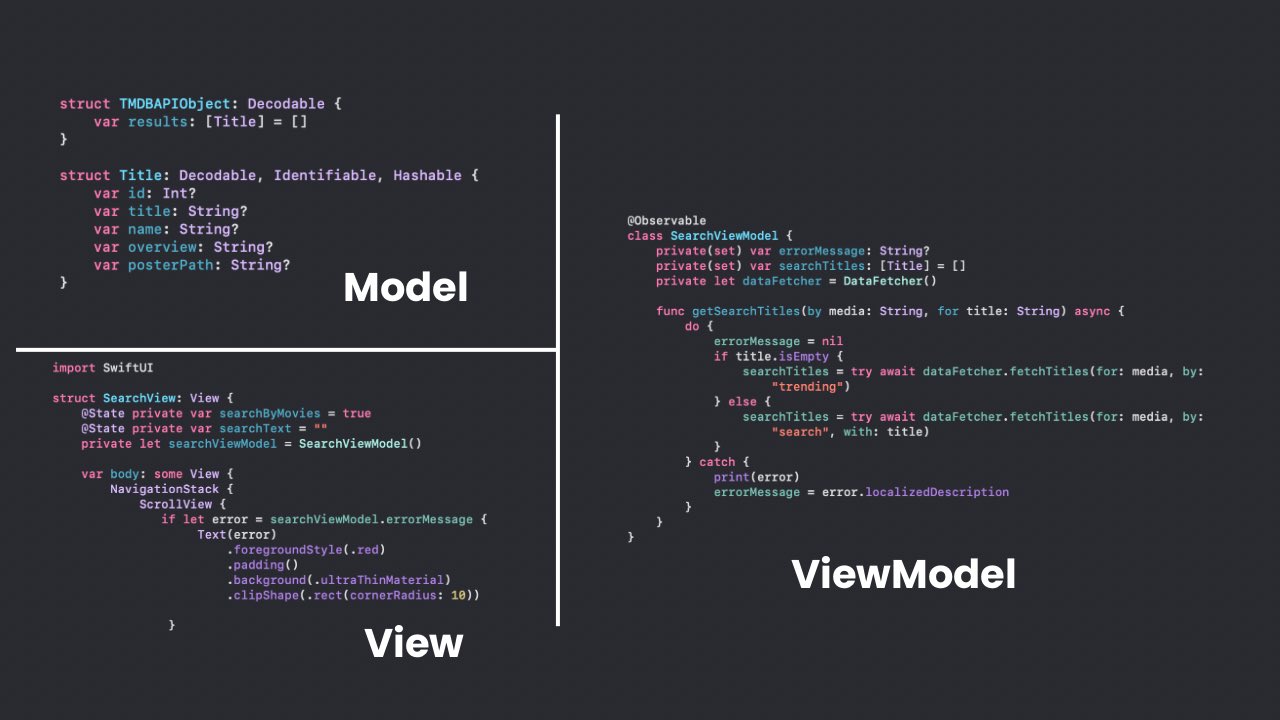 struct TMDBAPIObject: Decodable {
    var results: [Title] = []
}
struct Title: Decodable, Identifiable, Hashable {
    var id: Int?
    var title: String?
    var name: String?
    var overview: String?
    var posterPath: String?
}
Model
import SwiftUI
struct SearchView: View {
    @State private var searchByMovies = true
    @State private var searchText = ""
    private let searchViewModel = SearchViewModel()
    var body: some View {
        NavigationStack {
            ScrollView {
                if let error = searchViewModel.errorMessage {
                    Text(error)
                        .foregroundStyle(.red)
                        .padding()
                        .background(.ultraThinMaterial)
                        .clipShape(.rect(cornerRadius: 10))
                }
View
@Observable
class SearchViewModel {
    private(set) var errorMessage: String?
    private(set) var searchTitles: [Title] = []
    private let dataFetcher = DataFetcher()
    func getSearchTitles(by media: String, for title: String) async {
        do {
            errorMessage = nil
            if title.isEmpty {
                searchTitles = try await dataFetcher.fetchTitles(for: media, by:
                    "trending")
            } else {
                searchTitles = try await dataFetcher.fetchTitles(for: media, by:
                    "search", with: title)
            }
        } catch {
            print(error)
            errorMessage = error.localizedDescription
        }
    }
}
ViewModel